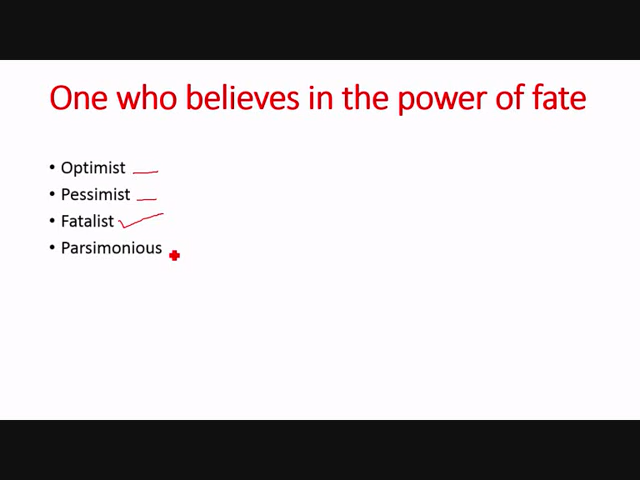 One who believes in the power of fate
• Optimist
• Pessimist
• Fatalist
• Parsimonious